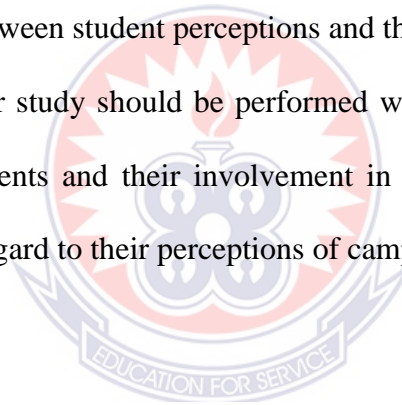 ween student perceptions and th
r study should be performed w
ents and their involvement in
gard to their perceptions of cam
EDUCATION FOR SERVICE